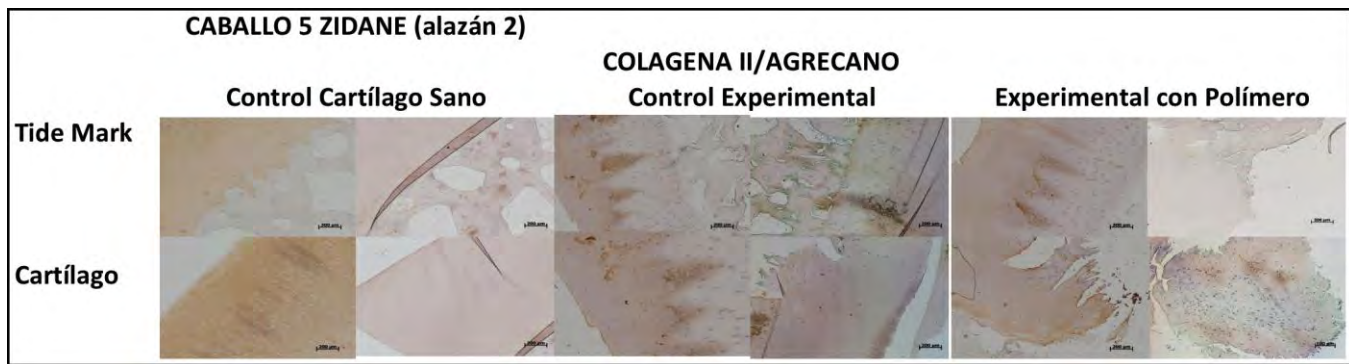 CABALLO 5 ZIDANE (alazán 2)
COLAGENA II/AGRECANO
Control Cartílago Sano Control Experimental Experimental con Polímero
Tide Mark
Cartílago